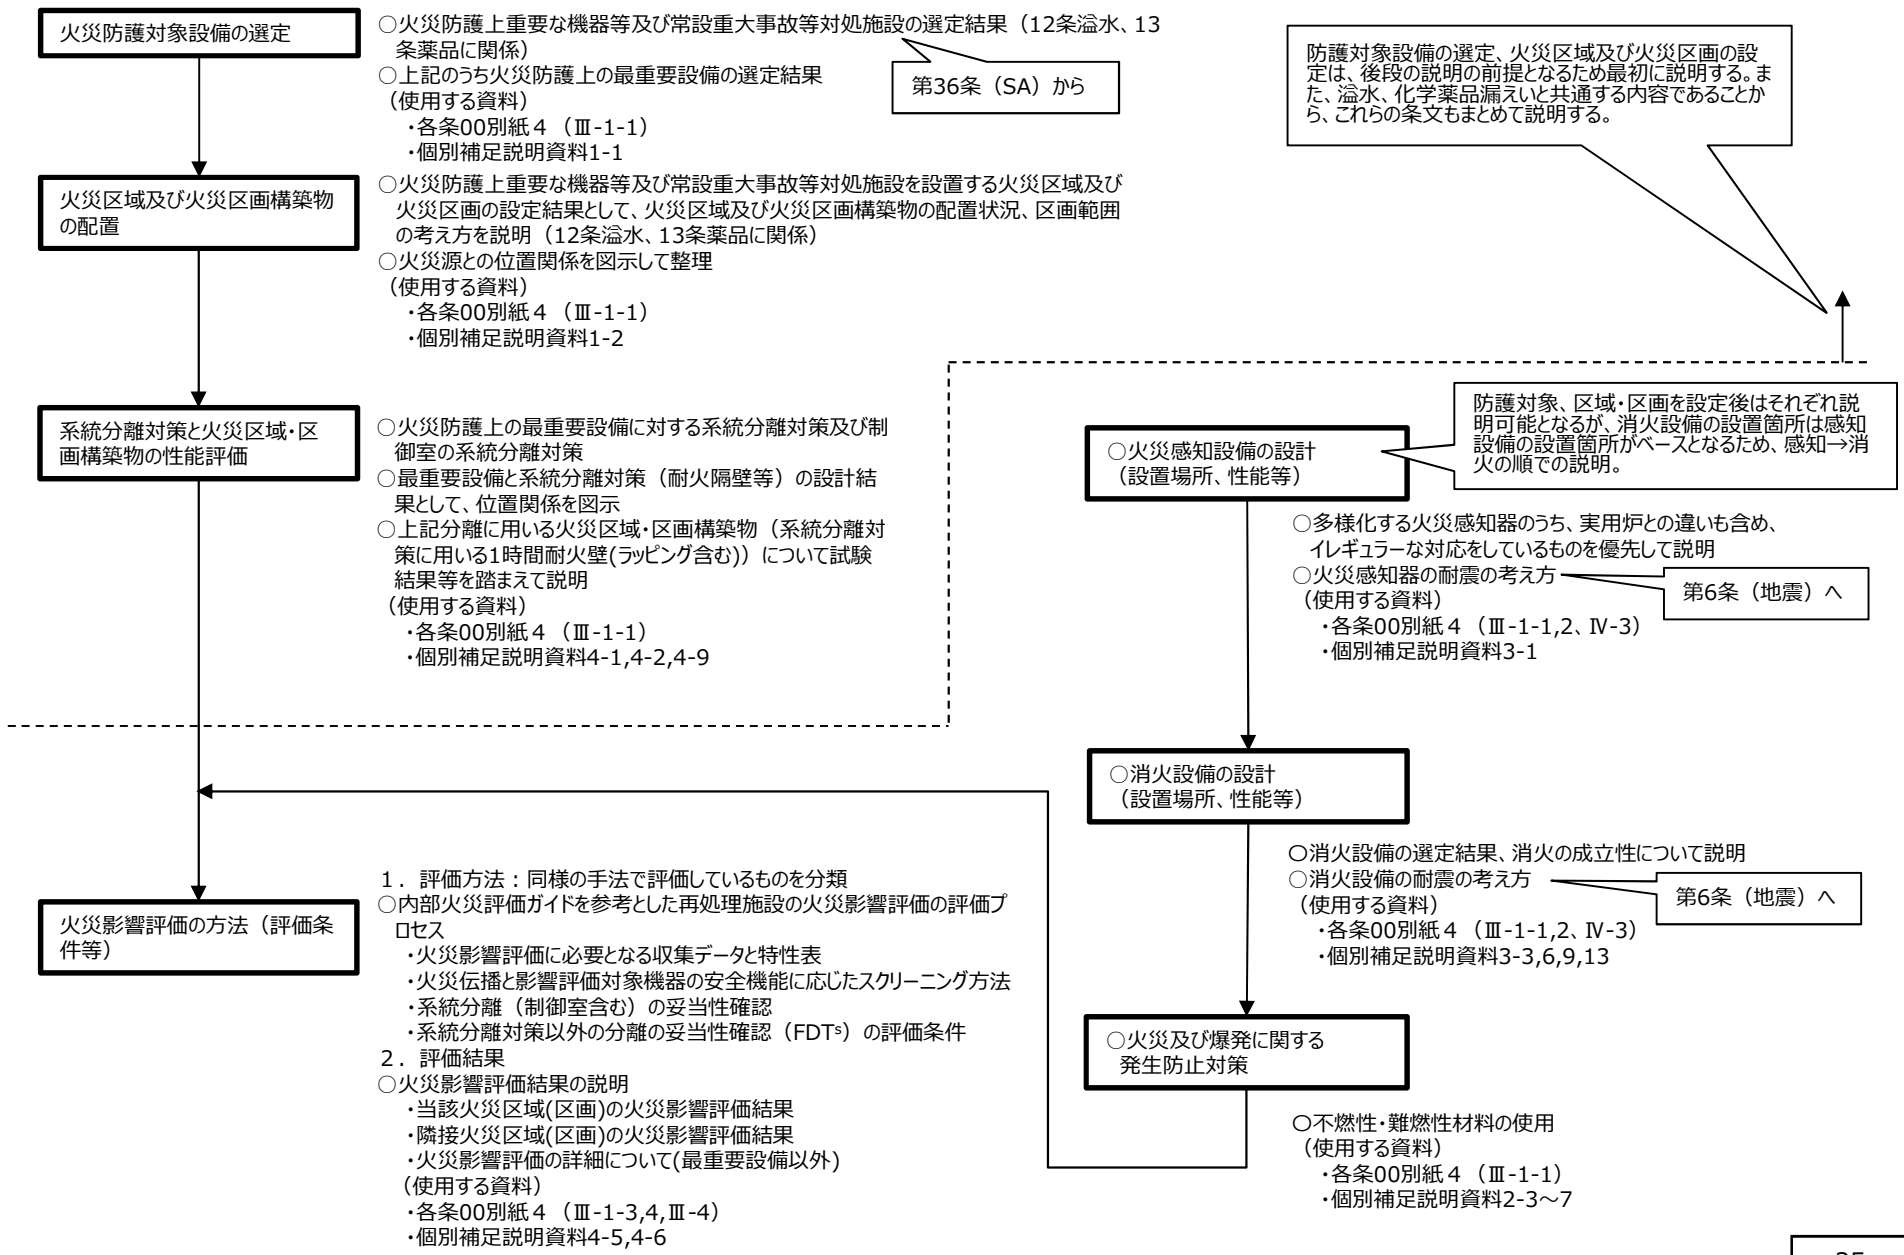 火災防護対象設備の選定
○火災防護上重要な機器等及び常設重大事故等対処施設の選定結果（12条溢水、13
条薬品に関係）
○上記のうち火災防護上の最重要設備の選定結果
（使用する資料）
・各条00別紙４（Ⅲ-1-1）
・個別補足説明資料1-1
第36条（SA）から
防護対象設備の選定、火災区域及び火災区画の設
定は、後段の説明の前提となるため最初に説明する。ま
た、溢水、化学薬品漏えいと共通する内容であることか
ら、これらの条文もまとめて説明する。
火災区域及び火災区画構築物
の配置
○火災防護上重要な機器等及び常設重大事故等対処施設を設置する火災区域及び
火災区画の設定結果として、火災区域及び火災区画構築物の配置状況、区画範囲
の考え方を説明（12条溢水、13条薬品に関係）
○火災源との位置関係を図示して整理
（使用する資料）
・各条00別紙４（Ⅲ-1-1）
・個別補足説明資料1-2
系統分離対策と火災区域・区
画構築物の性能評価
○火災防護上の最重要設備に対する系統分離対策及び制
御室の系統分離対策
○最重要設備と系統分離対策（耐火隔壁等）の設計結
果として、位置関係を図示
○上記分離に用いる火災区域・区画構築物（系統分離対
策に用いる1時間耐火壁(ラッピング含む)）について試験
結果等を踏まえて説明
（使用する資料）
・各条00別紙４（Ⅲ-1-1）
・個別補足説明資料4-1,4-2,4-9
○火災感知設備の設計
（設置場所、性能等）
防護対象、区域・区画を設定後はそれぞれ説
明可能となるが、消火設備の設置箇所は感知
設備の設置箇所がベースとなるため、感知→消
火の順での説明。
○多様化する火災感知器のうち、実用炉との違いも含め、
イレギュラーな対応をしているものを優先して説明
○火災感知器の耐震の考え方
（使用する資料）
・各条00別紙４（Ⅲ-1-1,2、Ⅳ-3）
・個別補足説明資料3-1
第6条（地震）へ
○消火設備の設計
（設置場所、性能等）
○消火設備の選定結果、消火の成立性について説明
○消火設備の耐震の考え方
（使用する資料）
・各条00別紙４（Ⅲ-1-1,2、Ⅳ-3）
・個別補足説明資料3-3,6,9,13
第6条（地震）へ
火災影響評価の方法（評価条
件等）
１．評価方法：同様の手法で評価しているものを分類
○内部火災評価ガイドを参考とした再処理施設の火災影響評価の評価プ
ロセス
・火災影響評価に必要となる収集データと特性表
・火災伝播と影響評価対象機器の安全機能に応じたスクリーニング方法
・系統分離（制御室含む）の妥当性確認
・系統分離対策以外の分離の妥当性確認（FDTˢ）の評価条件
２．評価結果
○火災影響評価結果の説明
・当該火災区域(区画)の火災影響評価結果
・隣接火災区域(区画)の火災影響評価結果
・火災影響評価の詳細について(最重要設備以外)
（使用する資料）
・各条00別紙４（Ⅲ-1-3,4,Ⅲ-4）
・個別補足説明資料4-5,4-6
○火災及び爆発に関する
発生防止対策
○不燃性・難燃性材料の使用
（使用する資料）
・各条00別紙４（Ⅲ-1-1）
・個別補足説明資料2-3～7